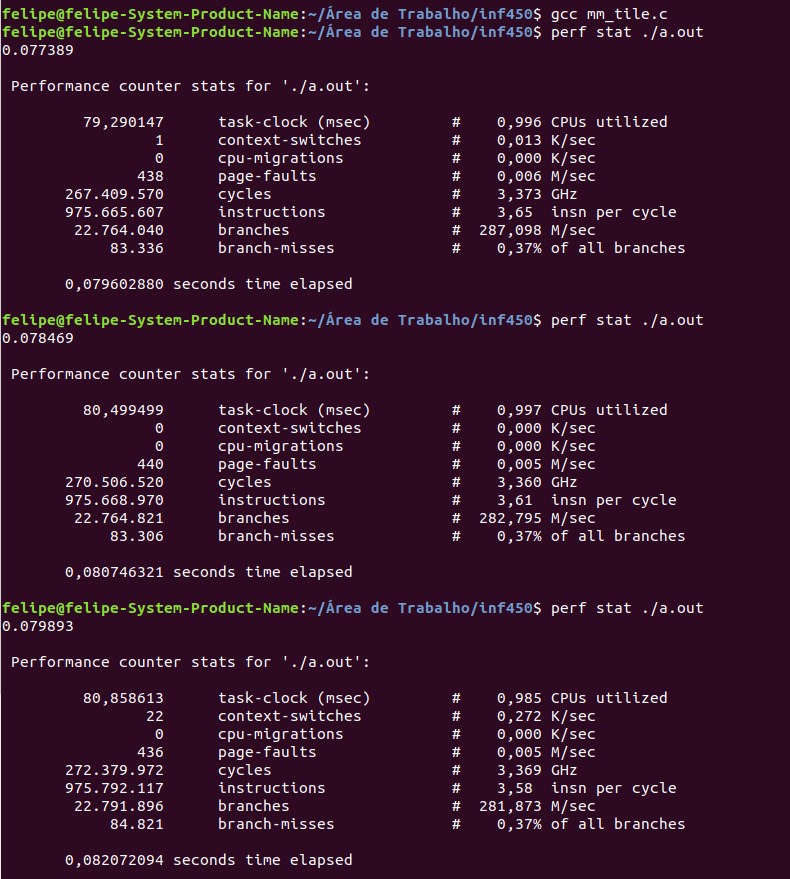 felipe@felipe-System-Product-Name:~/Área de Trabalho/inf450$ gcc mm_tile.c
felipe@felipe-System-Product-Name:~/Área de Trabalho/inf450$ perf stat ./a.out
0.077389
Performance counter stats for './a.out':
79,290147 task-clock (msec) # 0,996 CPUs utilized
1 context-switches # 0,013 K/sec
0 cpu-migrations # 0,000 K/sec
438 page-faults # 0,006 M/sec
267.409.570 cycles # 3,373 GHz
975.665.607 instructions # 3,65 insn per cycle
22.764.040 branches # 287,098 M/sec
83.336 branch-misses # 0,37% of all branches
0,079602880 seconds time elapsed
felipe@felipe-System-Product-Name:~/Área de Trabalho/inf450$ perf stat ./a.out
0.078469
Performance counter stats for './a.out':
80,499499 task-clock (msec) # 0,997 CPUs utilized
0 context-switches # 0,000 K/sec
0 cpu-migrations # 0,000 K/sec
440 page-faults # 0,005 M/sec
270.506.520 cycles # 3,360 GHz
975.668.970 instructions # 3,61 insn per cycle
22.764.821 branches # 282,795 M/sec
83.306 branch-misses # 0,37% of all branches
0,080746321 seconds time elapsed
felipe@felipe-System-Product-Name:~/Área de Trabalho/inf450$ perf stat ./a.out
0.079893
Performance counter stats for './a.out':
80,858613 task-clock (msec) # 0,985 CPUs utilized
22 context-switches # 0,272 K/sec
0 cpu-migrations # 0,000 K/sec
436 page-faults # 0,005 M/sec
272.379.972 cycles # 3,369 GHz
975.792.117 instructions # 3,58 insn per cycle
22.791.896 branches # 281,873 M/sec
84.821 branch-misses # 0,37% of all branches
0,082072094 seconds time elapsed